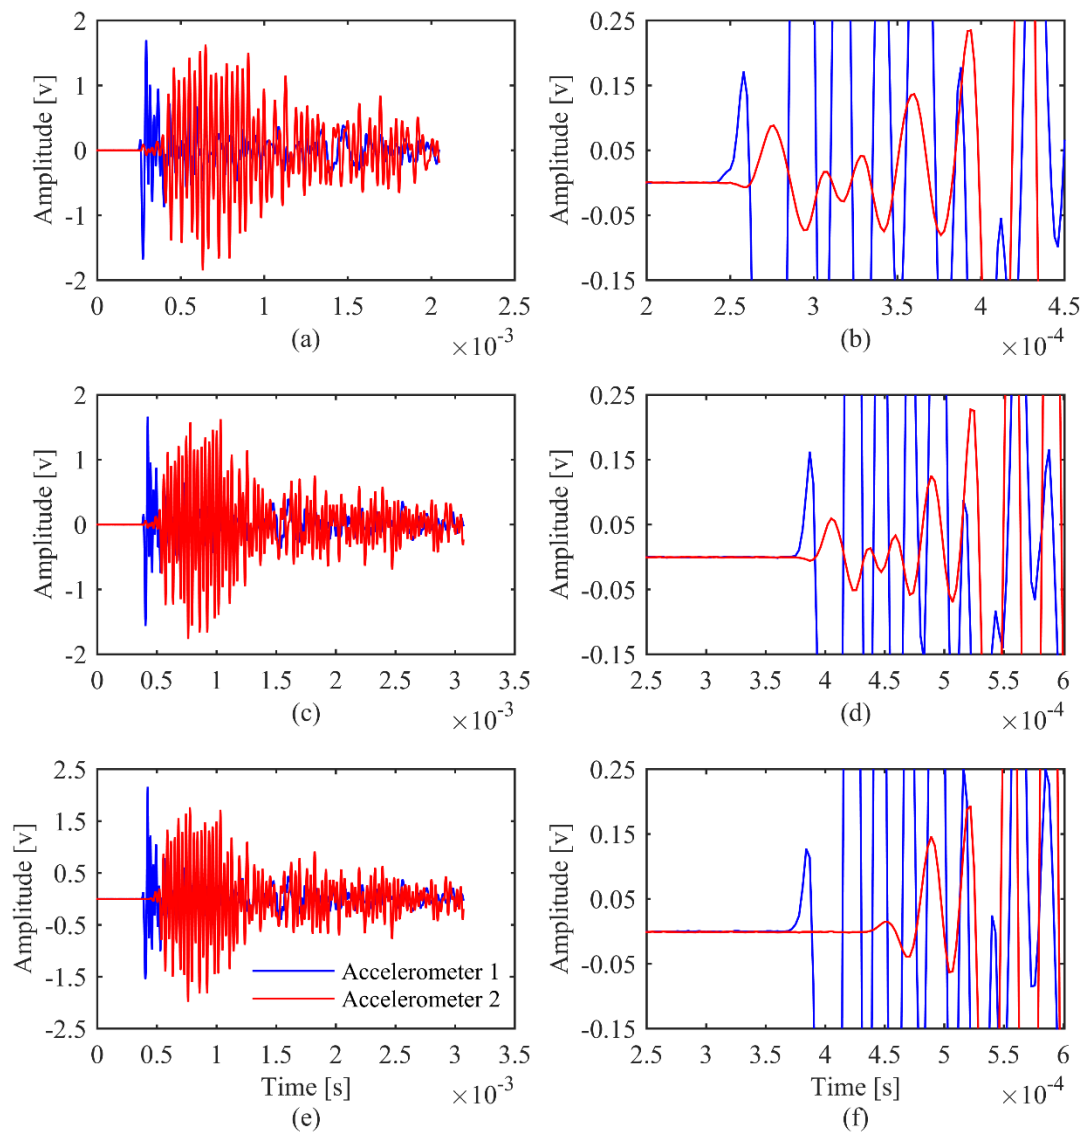 2
1
0
-1
2
Amplitude [v]
0 0.5 1 1.5 2 2.5
×10-3
(a)
0.25
0.15
0.05
-0.05
-0.15
Amplitude [v]
2 2.5 3 3.5 4 4.5
×10-4
(b)
2
1
0
-1
-2
Amplitude [v]
0 0.5 1 1.5 2 2.5 3 3.5
×10-3
(c)
0.25
0.15
0.05
-0.05
-0.15
Amplitude [v]
2.5 3 3.5 4 4.5 5 5.5 6
×10-4
(d)
2.5
1.5
0.5
-0.5
-1.5
-2.5
Amplitude [v]
Accelerometer 1
Accelerometer 2
0 0.5 1 1.5 2 2.5 3 3.5
Time [s]
×10-3
(e)
0.25
0.15
0.05
-0.05
-0.15
Amplitude [v]
2.5 3 3.5 4 4.5 5 5.5 6
Time [s]
×10-4
(f)